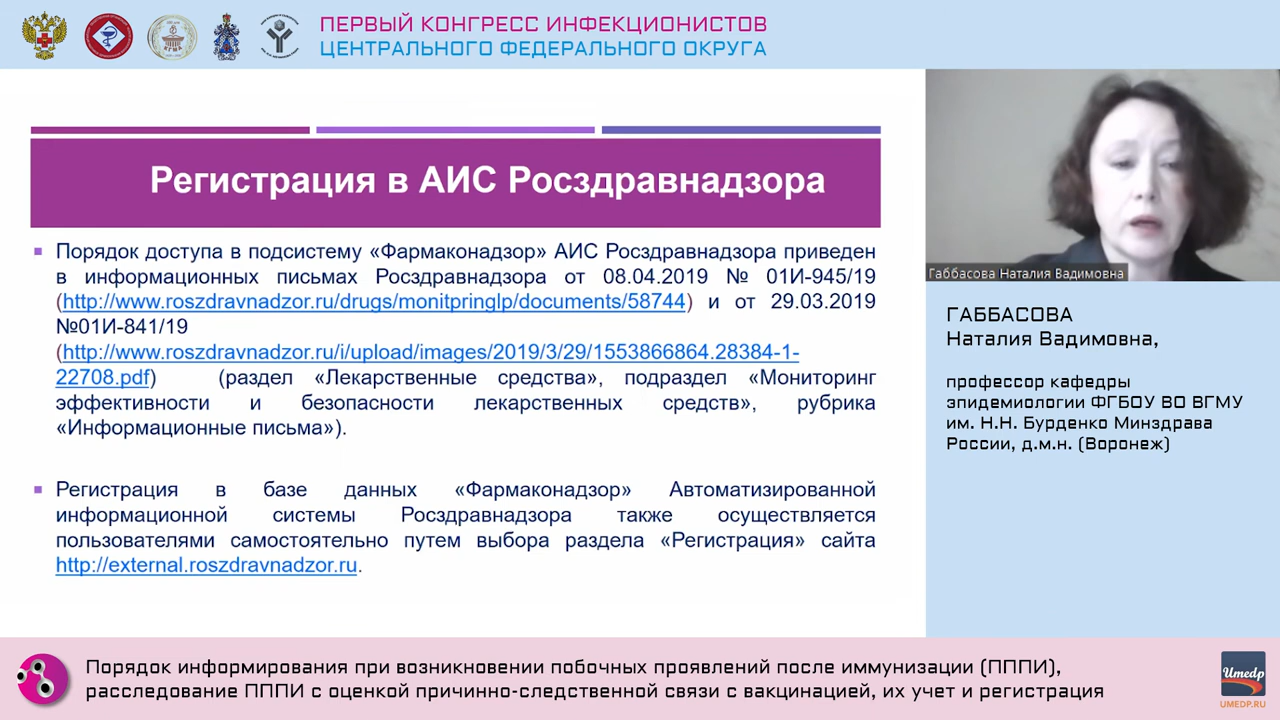 ПЕРВЫЙ КОНГРЕСС ИНФЕКЦИОНИСТОВ
ЦЕНТРАЛЬНОГО ФЕДЕРАЛЬНОГО ОКРУГА
Регистрация в АИС Росздравнадзора
Порядок доступа в подсистему «Фармаконадзор» АИС Росздравнадзора приведен
в информационных письмах Росздравнадзора от 08.04.2019 № 01И-945/19
(http://www.roszdravnadzor.ru/drugs/monitpringlp/documents/58744) и от 29.03.2019
№01И-841/19
(http://www.roszdravnadzor.ru/i/upload/images/2019/3/29/1553866864.28384-1-
22708.pdf) (раздел «Лекарственные средства», подраздел «Мониторинг
эффективности и безопасности лекарственных средств», рубрика
«Информационные письма»).
Регистрация в базе данных «Фармаконадзор» Автоматизированной
информационной системы Росздравнадзора также осуществляется
пользователями самостоятельно путем выбора раздела «Регистрация» сайта
http://external.roszdravnadzor.ru.
Габбасова Наталия Вадимовна
ГАББАСОВА
Наталия Вадимовна,
профессор кафедры
эпидемиологии ФГБОУ ВО ВГМУ
им. Н.Н. Бурденко Минздрава
России, д.м.н. (Воронеж)
Порядок информирования при возникновении побочных проявлений после иммунизации (ПППИ),
расследование ПППИ с оценкой причинно-следственной связи с вакцинацией, их учет и регистрация
Umedp
UMEDP.RU